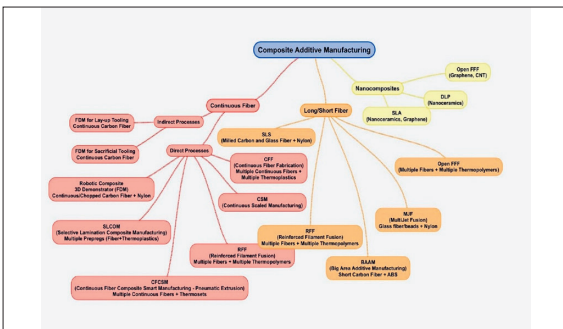 Composite Additive Manufacturing
Continuous Fiber
Indirect Processes
FDM for Lay-up Tooling
Continuous Carbon Fiber
FDM for Sacrificial Tooling
Continuous Carbon Fiber
Direct Processes
Robotic Composite
3D Demonstrator (FDM)
Continuous/Chopped Carbon Fiber + Nylon
SLCOM
(Selective Lamination Composite Manufacturing)
Multiple Prepregs (Fiber+Thermoplastics)
CFCSM
(Continuous Fiber Composite Smart Manufacturing - Pneumatic Extrusion)
Multiple Continuous Fibers + Thermosets
RFF
(Reinforced Filament Fusion)
Multiple Fibers + Multiple Thermopolymers
CSM
(Continuous Scaled Manufacturing)
CFF
(Continuous Fiber Fabrication)
Multiple Continuous Fibers +
Multiple Thermoplastics
Long/Short Fiber
SLS
(Milled Carbon and Glass Fiber + Nylon)
RFF
(Reinforced Filament Fusion)
Multiple Fibers + Multiple Thermopolymers
BAAM
(Big Area Additive Manufacturing)
Short Carbon Fiber + ABS
MJF
(MultiJet Fusion)
Glass fiber/beads + Nylon
Open FFF
(Multiple Fibers + Multiple Thermopolymers)
Nanocomposites
Open FFF
(Graphene, CNT)
DLP
(Nanoceramics)
SLA
(Nanoceramics, Graphene)